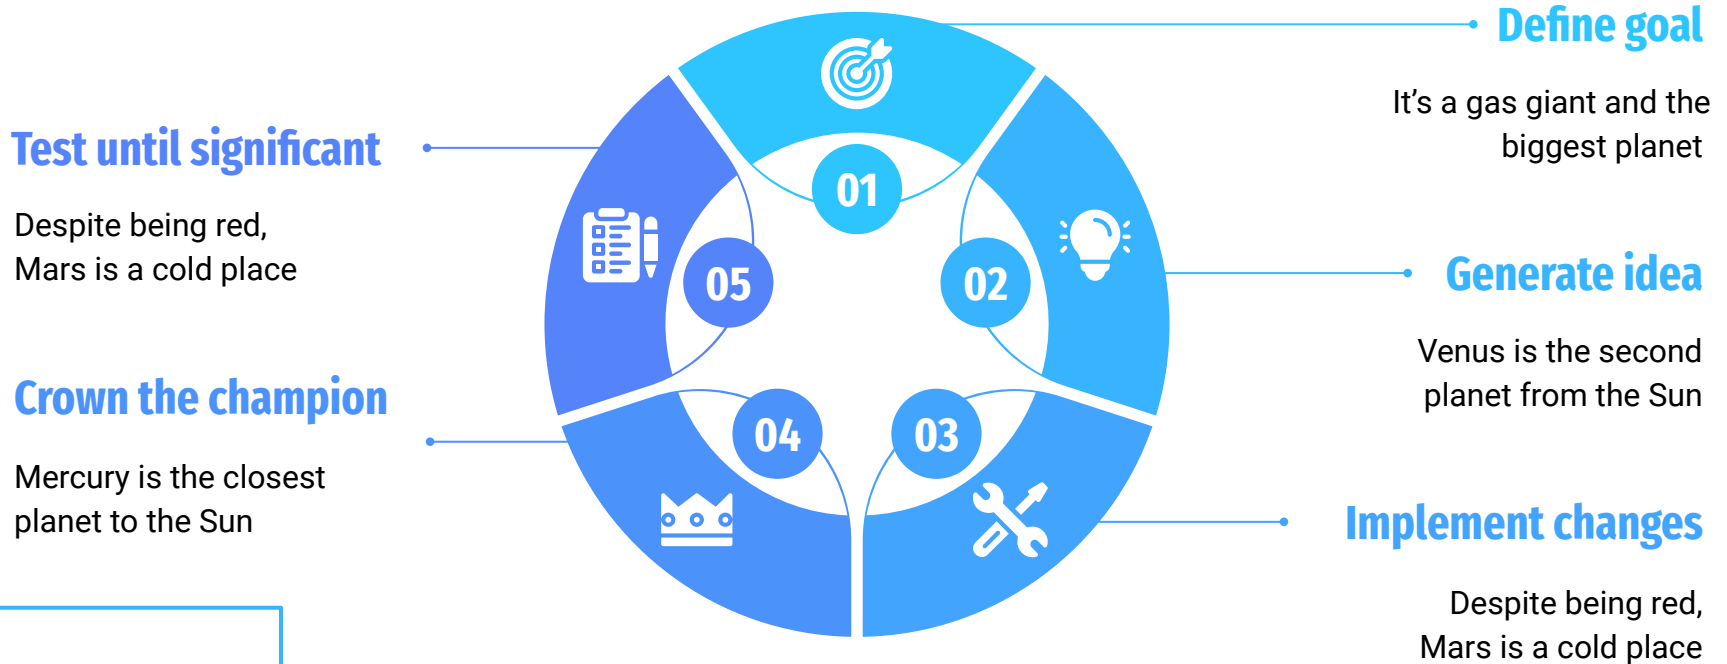 Define goal
It’s a gas giant and the
biggest planet
01
Test until significant
Despite being red,
Mars is a cold place
05
02
Generate idea
Venus is the second
planet from the Sun
Crown the champion
Mercury is the closest
planet to the Sun
04
03
Implement changes
Despite being red,
Mars is a cold place